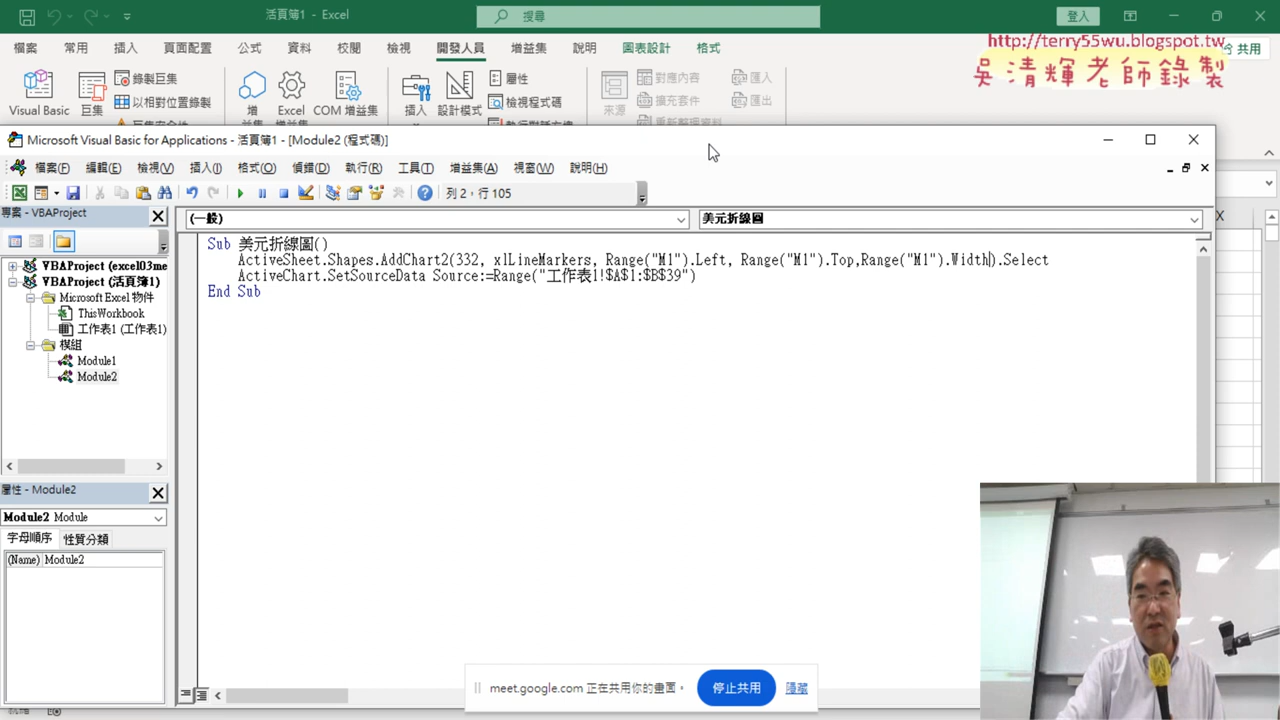 活頁簿1 - Excel
搜尋
登入
http://terry55wu.blogspot.tw
吳清輝老師錄製
檔案 常用 插入 頁面配置 公式 資料 校閱 檢視 開發人員 增益集 說明 圖表設計 格式
共用
Visual Basic
巨集
錄製巨集
以相對位置錄製
增
Excel
COM 增益集
插入
設計模式
屬性
檢視程式碼
來源
對應內容
擴充套件
匯入
匯出
Microsoft Visual Basic for Applications - 活頁簿1 - [Module2 (程式碼)]
檔案(F) 編輯(E) 檢視(V) 插入(I) 格式(O) 偵錯(D) 執行(R) 工具(T) 增益集(A) 視窗(W) 說明(H)
列 2，行 105
專案 - VBAProject
(一般)
美元折線圖
X
VBAProject (excel03me
VBAProject (活頁簿1)
Microsoft Excel 物件
ThisWorkbook
工作表1 (工作表1)
模組
Module1
Module2
Sub 美元折線圖()
ActiveSheet.Shapes.AddChart2(332, xlLineMarkers, Range("M1").Left, Range("M1").Top,Range("M1").Width).Select
ActiveChart.SetSourceData Source:=Range("工作表1!$A$1:$B$39")
End Sub
屬性 - Module2
Module2 Module
字母順序 性質分類
(Name) Module2
meet.google.com 正在共用你的畫面。
停止共用
隱藏